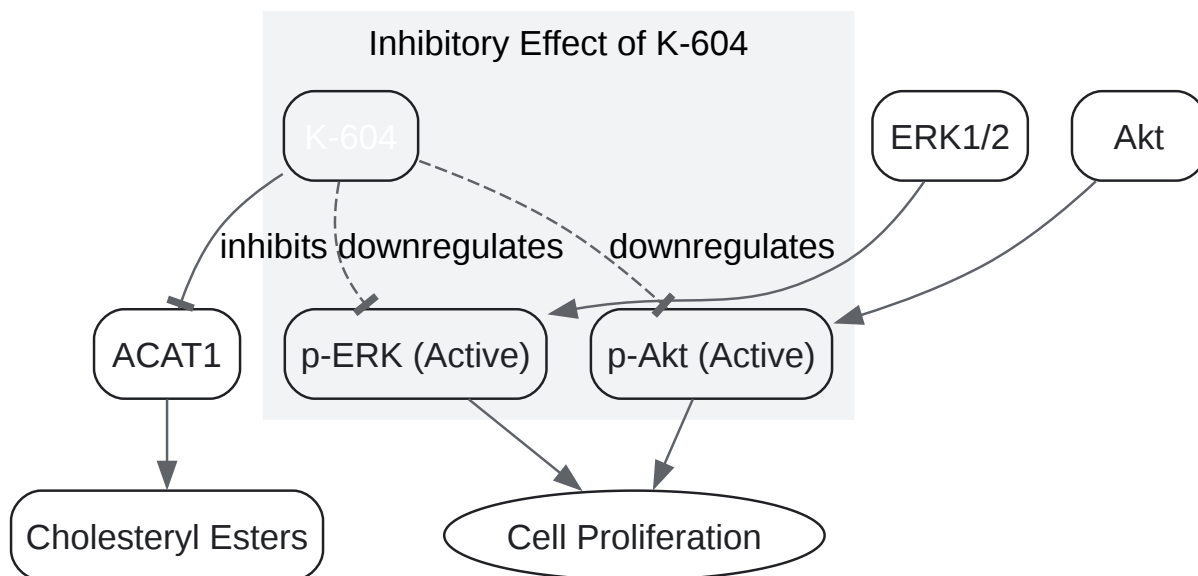 Inhibitory Effect of K-604
K-604
ERK1/2
Akt
inhibits
downregulates
downregulates
ACAT1
p-ERK (Active)
p-Akt (Active)
Cholesteryl Esters
Cell Proliferation